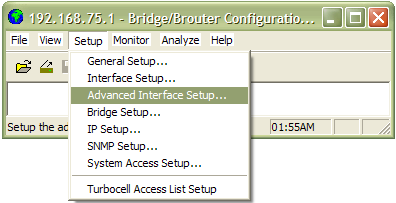 192.168.75.1 - Bridge/Brouter Configuratio...
File View Setup Monitor Analyze Help
General Setup...
Interface Setup...
Advanced Interface Setup...
Bridge Setup...
IP Setup...
SNMP Setup...
System Access Setup...
Turbocell Access List Setup
Setup the ad
01:55AM